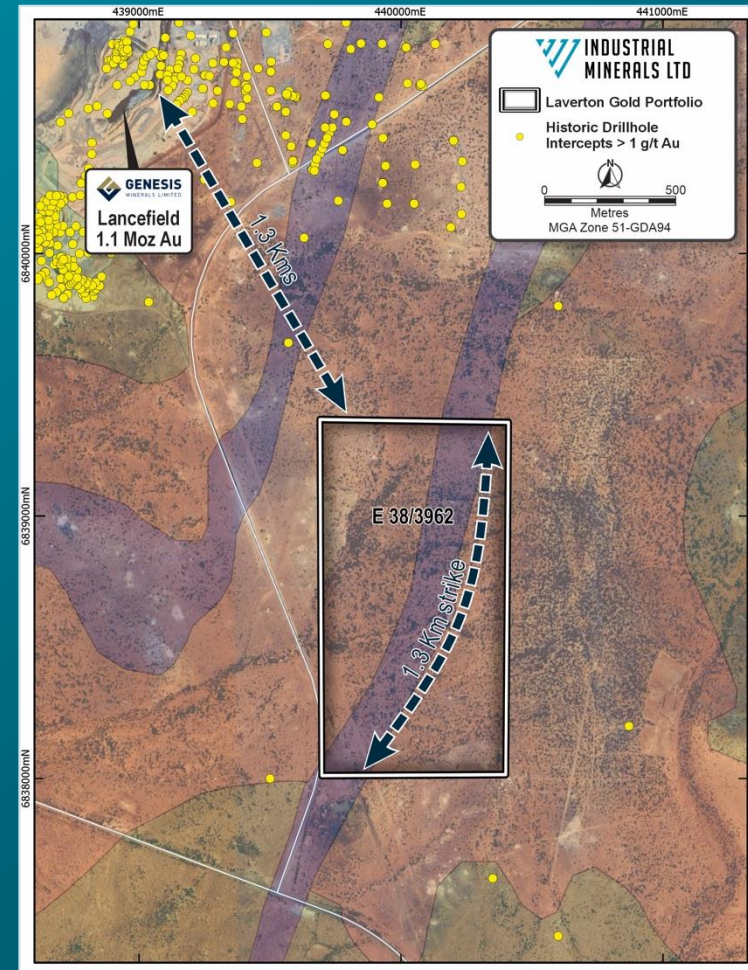 439000mE
440000mE
441000mE
INDUSTRIAL
MINERALS LTD
Laverton Gold Portfolio
Historic Drillhole
Intercepts > 1 g/t Au
N
0 500
Metres
MGA Zone 51-GDA94
GENESIS
MINERALS LIMITED
Lancefield
1.1 Moz Au
1.3 Kms
6840000mN
E 38/3962
6839000mN
1.3 Km strike
6838000mN